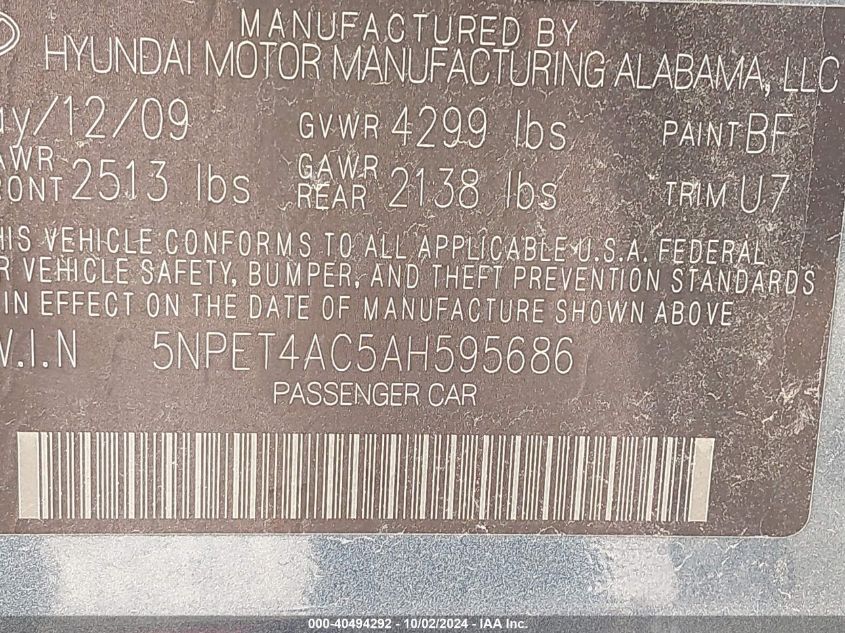 MANUFACTURED BY
HYUNDAI MOTOR MANUFACTURING ALABAMA, LLC
/12/09 GVWR 4299 lbs PAINT BF
2513 lbs GAWR REAR 2138 lbs TRIM U7
VEHICLE CONFORMS TO ALL APPLICABLE U.S.A. FEDERAL
VEHICLE SAFETY, BUMPER, AND THEFT PREVENTION STANDARDS
IN EFFECT ON THE DATE OF MANUFACTURE SHOWN ABOVE
V.I.N 5NPET4AC5AH595686
PASSENGER CAR
000-40494292 - 10/02/2024 - IAA Inc.